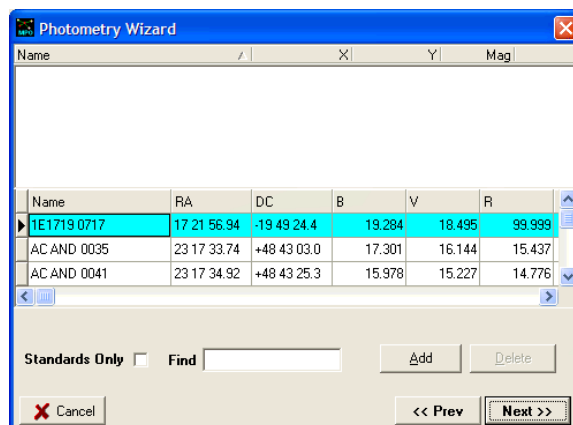 MPO Photometry Wizard
Name / X Y Mag
Name RA DC B V R
1E1719 0717 17 21 56.94 -19 49 24.4 19.284 18.495 99.999
AC AND 0035 23 17 33.74 +48 43 03.0 17.301 16.144 15.437
AC AND 0041 23 17 34.92 +48 43 25.3 15.978 15.227 14.776
Standards Only Find Add Delete
Cancel << Prev Next >>